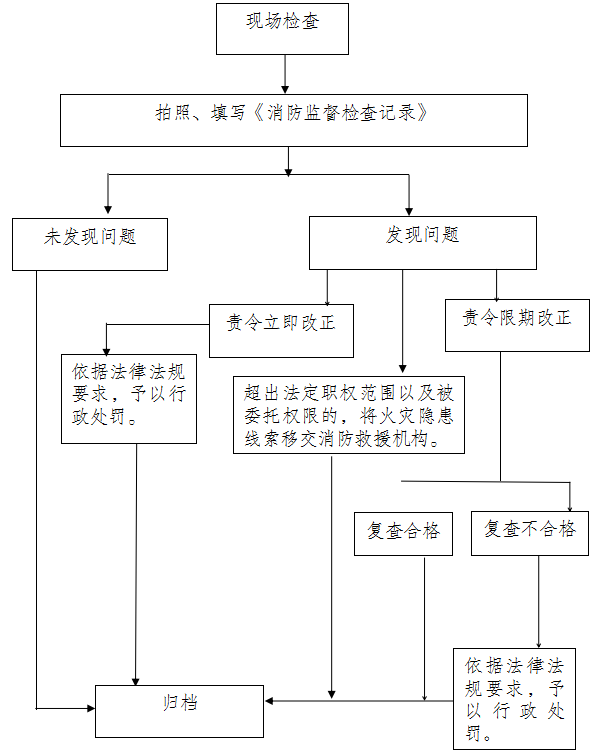 现场检查
拍照、填写《消防监督检查记录》
未发现问题
发现问题
责令立即改正
责令限期改正
依据法律法规
要求，予以行
政处罚。
超出法定职权范围以及被
委托权限的，将火灾隐患
线索移交消防救援机构。
复查合格
复查不合格
依据法律法
规要求，予
以行政处
罚。
归档